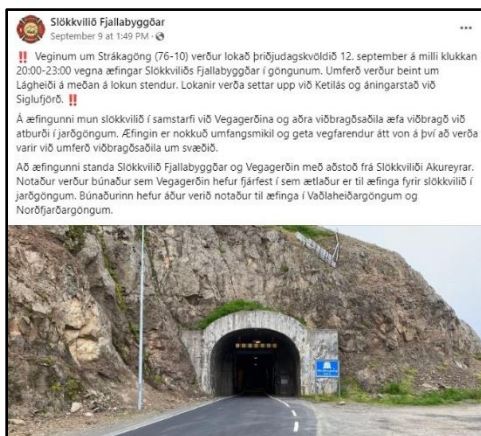 Slökkvilið Fjallabyggðar
September 9 at 1:49 PM ·
‼️ Veginum um Strákagöng (76-10) verður lokað þriðjudagskvöldið 12. september á milli klukkan
20:00-23:00 vegna æfingar Slökkviliðs Fjallabyggðar í göngunum. Umferð verður beint um
Lágheiði á meðan á lokun stendur. Lokanir verða settar upp við Ketilás og áningarstað við
Siglufjörð. ‼️
Á æfingunni mun slökkvilið í samstarfi við Vegagerðina og aðra viðbragðsaðila æfa viðbragð við
atburði í jarðgöngum. Æfingin er nokkuð umfangsmikil og geta vegfarendur átt von á því að verða
varir við umferð viðbragðsaðila um svæðið.
Að æfingunni standa Slökkvilið Fjallabyggðar og Vegagerðin með aðstoð frá Slökkviliði Akureyrar.
Notaður verður búnaður sem Vegagerðin hefur fjárfest í sem ætlaður er til æfinga fyrir slökkvilið í
jarðgöngum. Búnaðurinn hefur áður verið notaður til æfinga í Vaðlaheiðargöngum og
Norðfjarðargöngum.